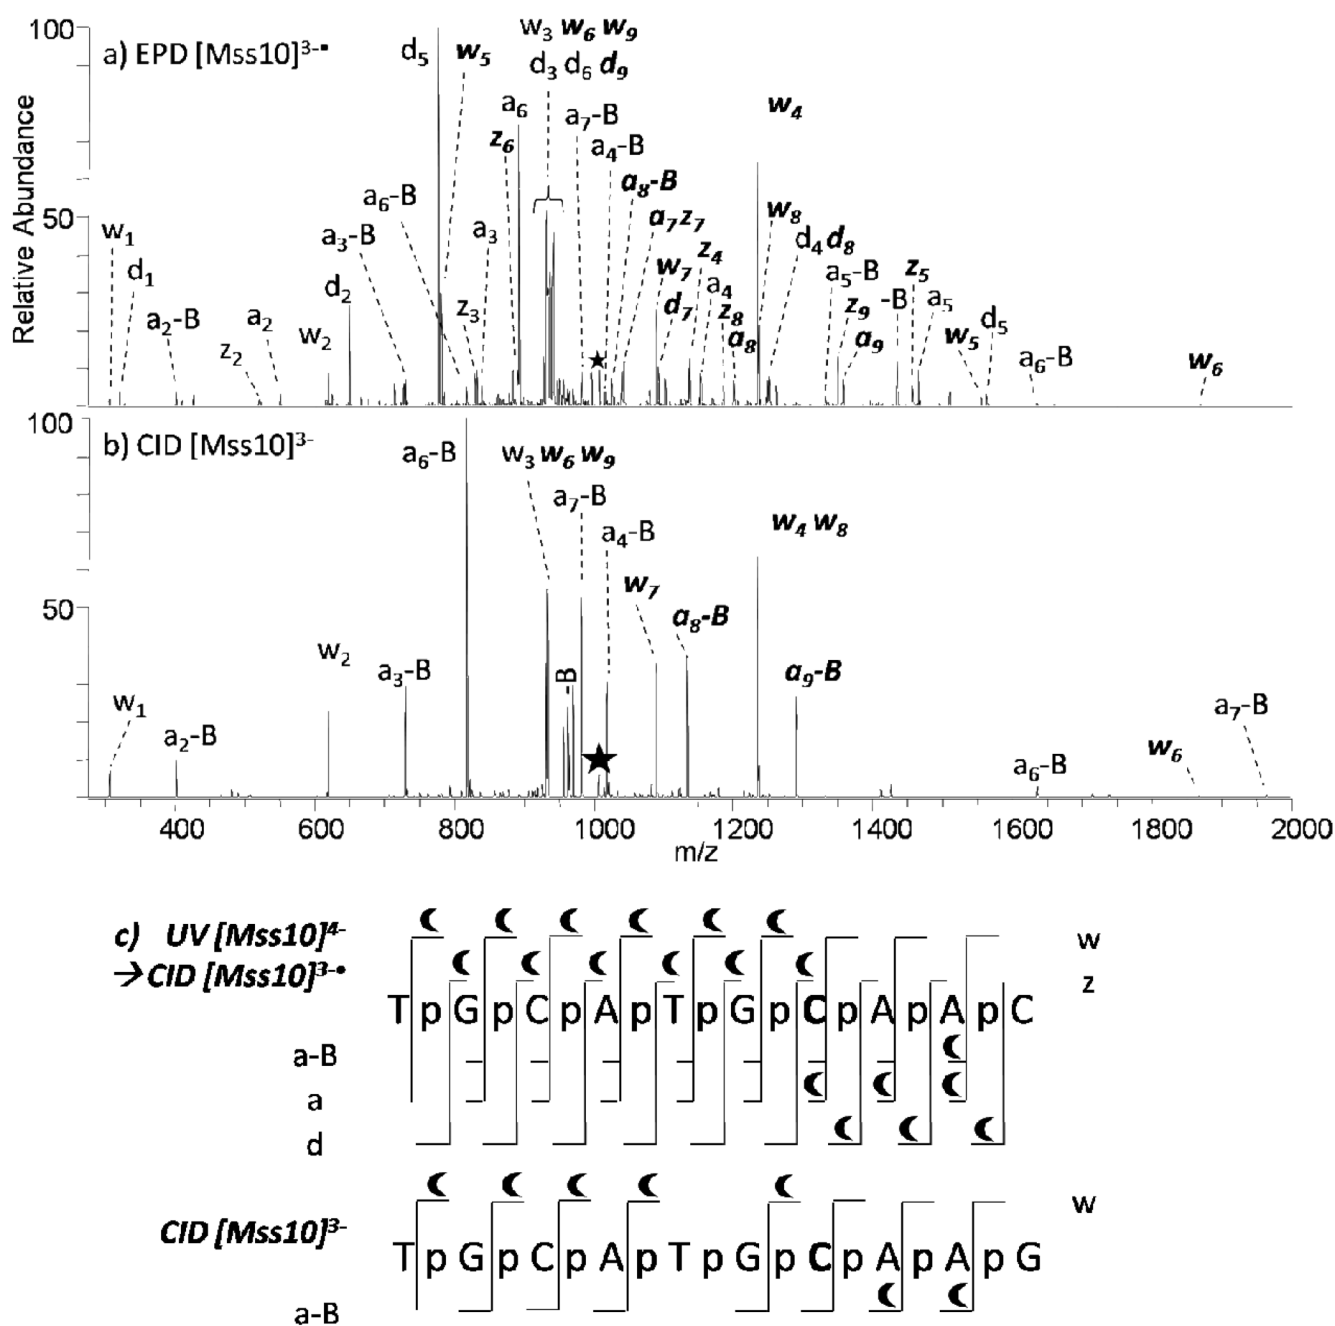 a) EPD [Mss10]³⁻•
Relative Abundance
100
50
w₁
d₁
a₂-B
z₂
a₂
w₂
d₂
a₃-B
a₆-B
d₅
w₅
z₃
a₃
z₆
a₆
w₃ w₆ w₉
d₃ d₆ d₉
a₇-B
a₄-B
a₈-B
a₇ z₇
w₇
d₇
z₄
a₄
z₈
a₈
w₄
w₈
d₄ d₈
a₅-B
z₉
a₉
-B
z₅
a₅
w₅
d₅
a₆-B
w₆
b) CID [Mss10]³⁻
100
50
w₁
a₂-B
w₂
a₃-B
a₆-B
w₃ w₆ w₉
a₇-B
a₄-B
-B
w₇
a₈-B
w₄ w₈
a₉-B
a₆-B
w₆
a₇-B
400 600 800 1000 1200 1400 1600 1800 2000
m/z
c) UV [Mss10]⁴⁻
→CID [Mss10]³⁻•
w
z
TpGpCpApTpGpCpApApC
a-B
a
d
w
CID [Mss10]³⁻
TpGpCpApTpGpCpApApG
a-B